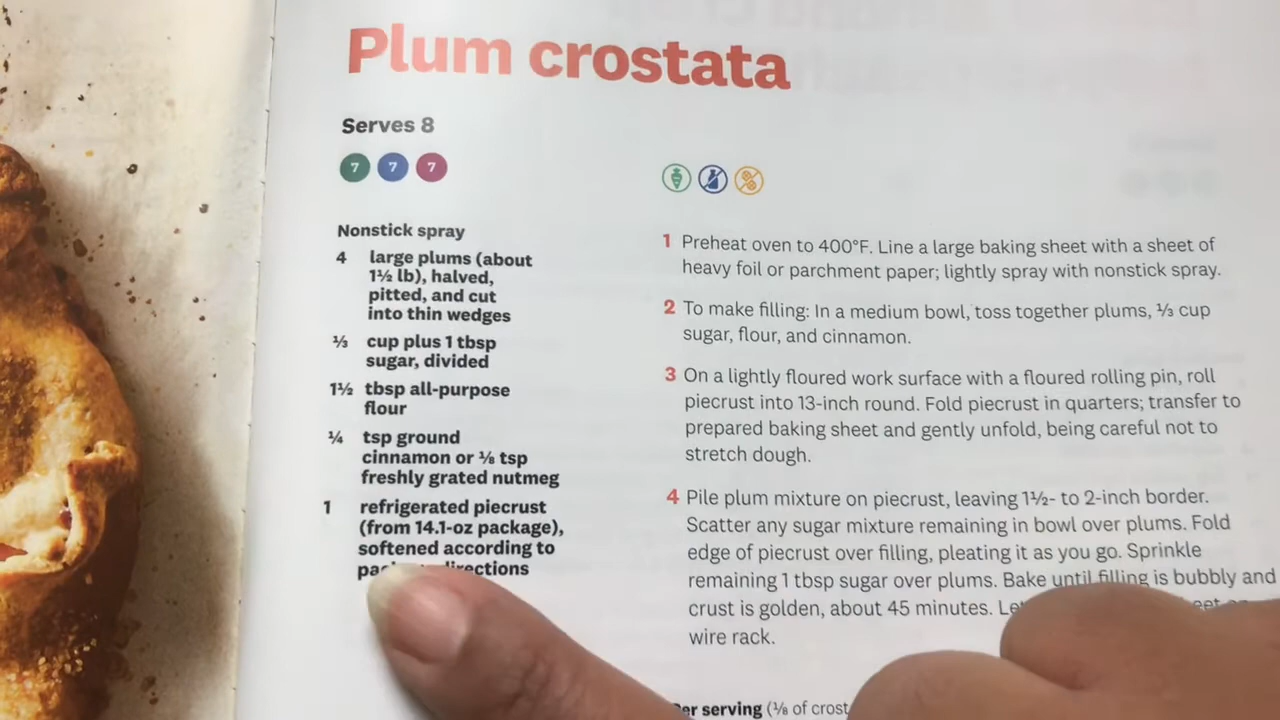 Plum crostata
Serves 8
7 7 7
Nonstick spray
4 large plums (about
1½ lb), halved,
pitted, and cut
into thin wedges
⅓ cup plus 1 tbsp
sugar, divided
1½ tbsp all-purpose
flour
¼ tsp ground
cinnamon or ⅛ tsp
freshly grated nutmeg
1 refrigerated piecrust
(from 14.1-oz package),
softened according to
1 Preheat oven to 400°F. Line a large baking sheet with a sheet of
heavy foil or parchment paper; lightly spray with nonstick spray.
2 To make filling: In a medium bowl, toss together plums, ⅓ cup
sugar, flour, and cinnamon.
3 On a lightly floured work surface with a floured rolling pin, roll
piecrust into 13-inch round. Fold piecrust in quarters; transfer to
prepared baking sheet and gently unfold, being careful not to
stretch dough.
4 Pile plum mixture on piecrust, leaving 1½- to 2-inch border.
Scatter any sugar mixture remaining in bowl over plums. Fold
edge of piecrust over filling, pleating it as you go. Sprinkle
remaining 1 tbsp sugar over plums. Bake until filling is bubbly and
crust is golden, about 45 minutes.
wire rack.
serving (⅛ of